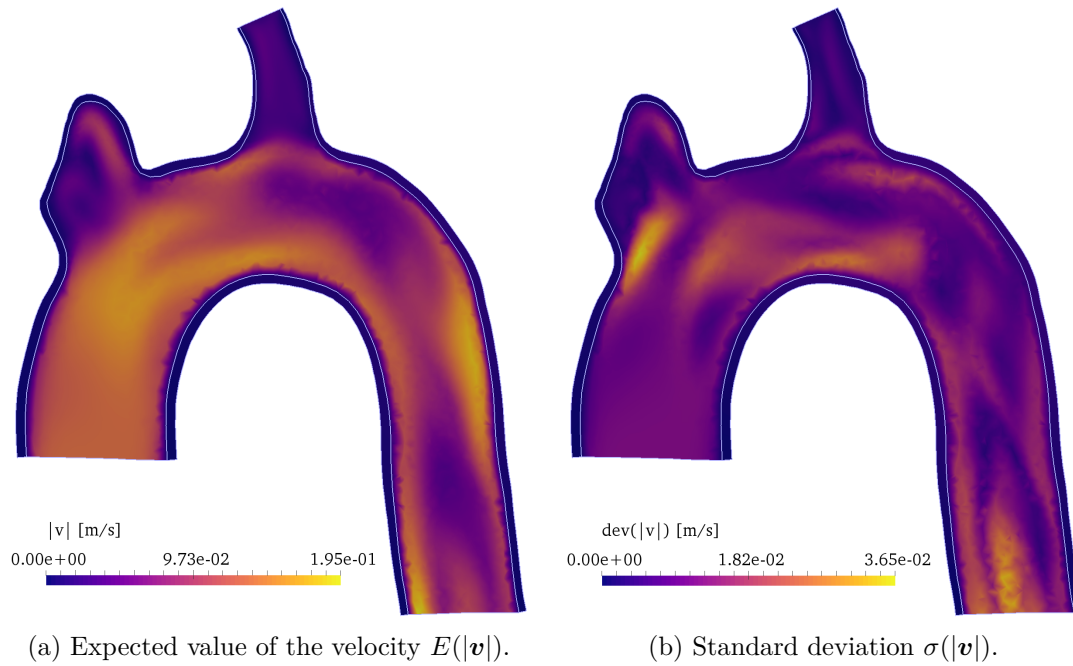 |v| [m/s]
0.00e+00 9.73e-02 1.95e-01
dev(|v|) [m/s]
0.00e+00 1.82e-02 3.65e-02
(a) Expected value of the velocity E(|v|).
(b) Standard deviation σ(|v|).